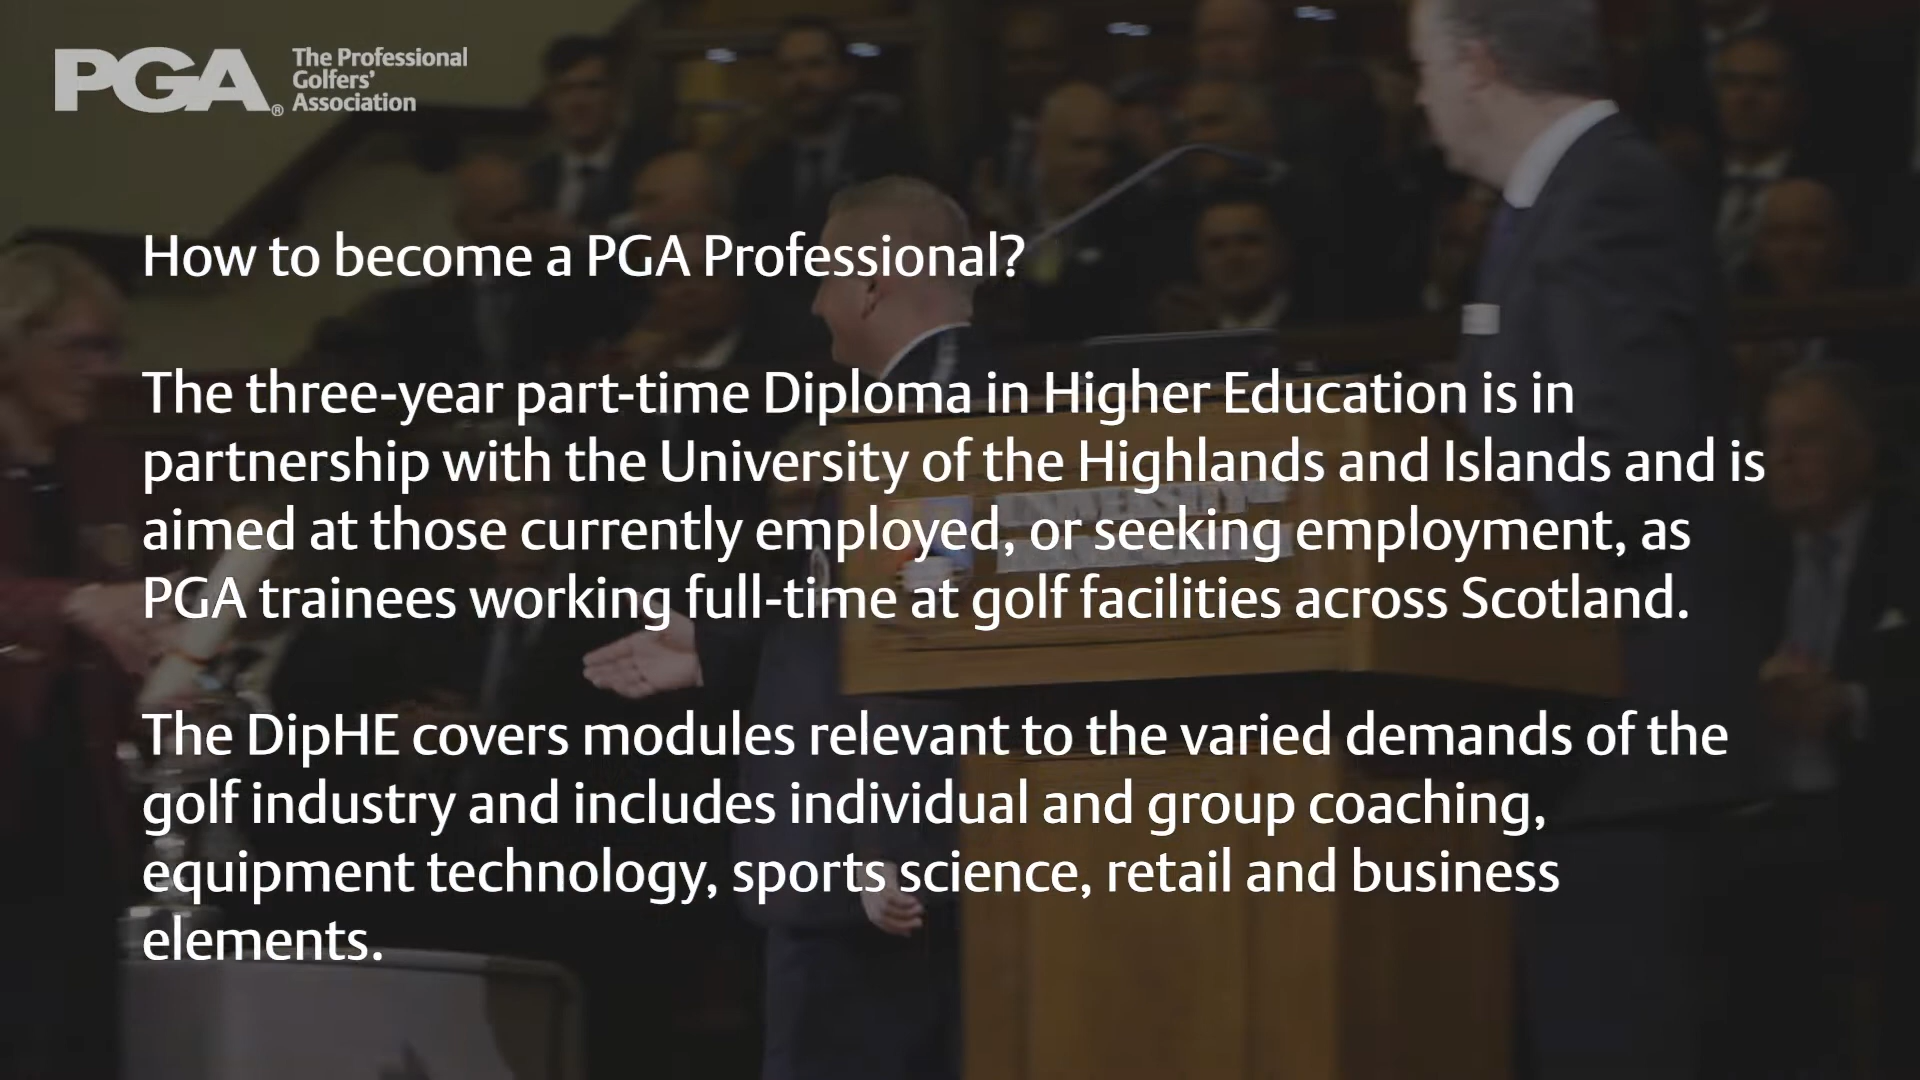 PGA®
The Professional
Golfers'
Association
How to become a PGA Professional?
The three-year part-time Diploma in Higher Education is in
partnership with the University of the Highlands and Islands and is
aimed at those currently employed, or seeking employment, as
PGA trainees working full-time at golf facilities across Scotland.
The DipHE covers modules relevant to the varied demands of the
golf industry and includes individual and group coaching,
equipment technology, sports science, retail and business
elements.